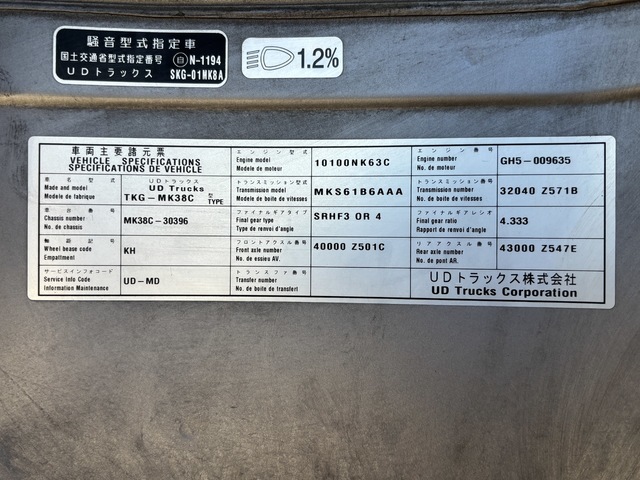 騒音型式指定車
国土交通省型式指定番号 自 N-1194
UDトラックス SKG-01MK8A
1.2%
車両主要諸元票
VEHICLE SPECIFICATIONS
SPECIFICATIONS DE VEHICLE
エンジン型式
Engine model
Modele de moteur
10100NK63C
エンジン番号
Engine number
No. de moteur
GH5-009635
車名型式
Made and model
Modele de fabrique
UDトラックス
UD Trucks
TKG-MK38C 型 TYPE
トランスミッション型式
Transmission model
Modele de boite de vitesses
MKS61B6AAA
トランスミッション番号
Transmission number
No. de boite de vitesses
32040 Z571B
車台番号
Chassis number
No. de chassis
MK38C-30396
ファイナルギアタイプ
Final gear type
Type de renvoi d'angle
SRHF3 OR 4
ファイナルギアレシオ
Final gear ratio
Rapport de renvoi d'angle
4.333
軸距記号
Wheel bease code
Empattment
KH
フロントアクスル番号
Front axle number
No. de essieu AV.
40000 Z501C
リヤアクスル番号
Rear axle number
No. de pont AR.
43000 Z547E
サービスインフォコード
Service Info Code
Information Maintenance
UD-MD
トランスファ番号
Transfer number
No. de boite de transfert
UDトラックス株式会社
UD Trucks Corporation